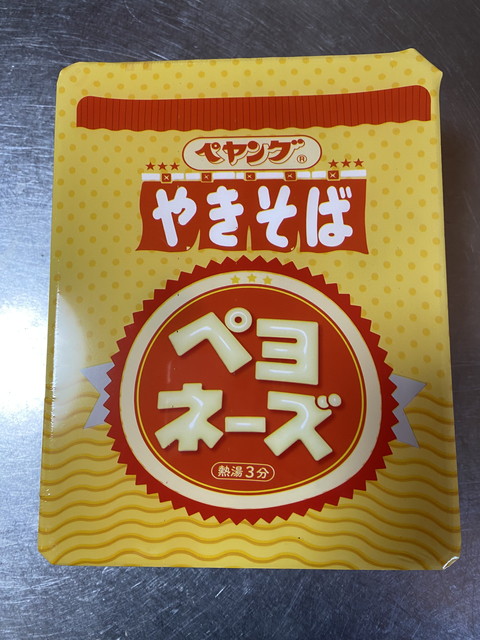 ペヤング®
やきそば
ペヨ
ネーズ
熱湯3分